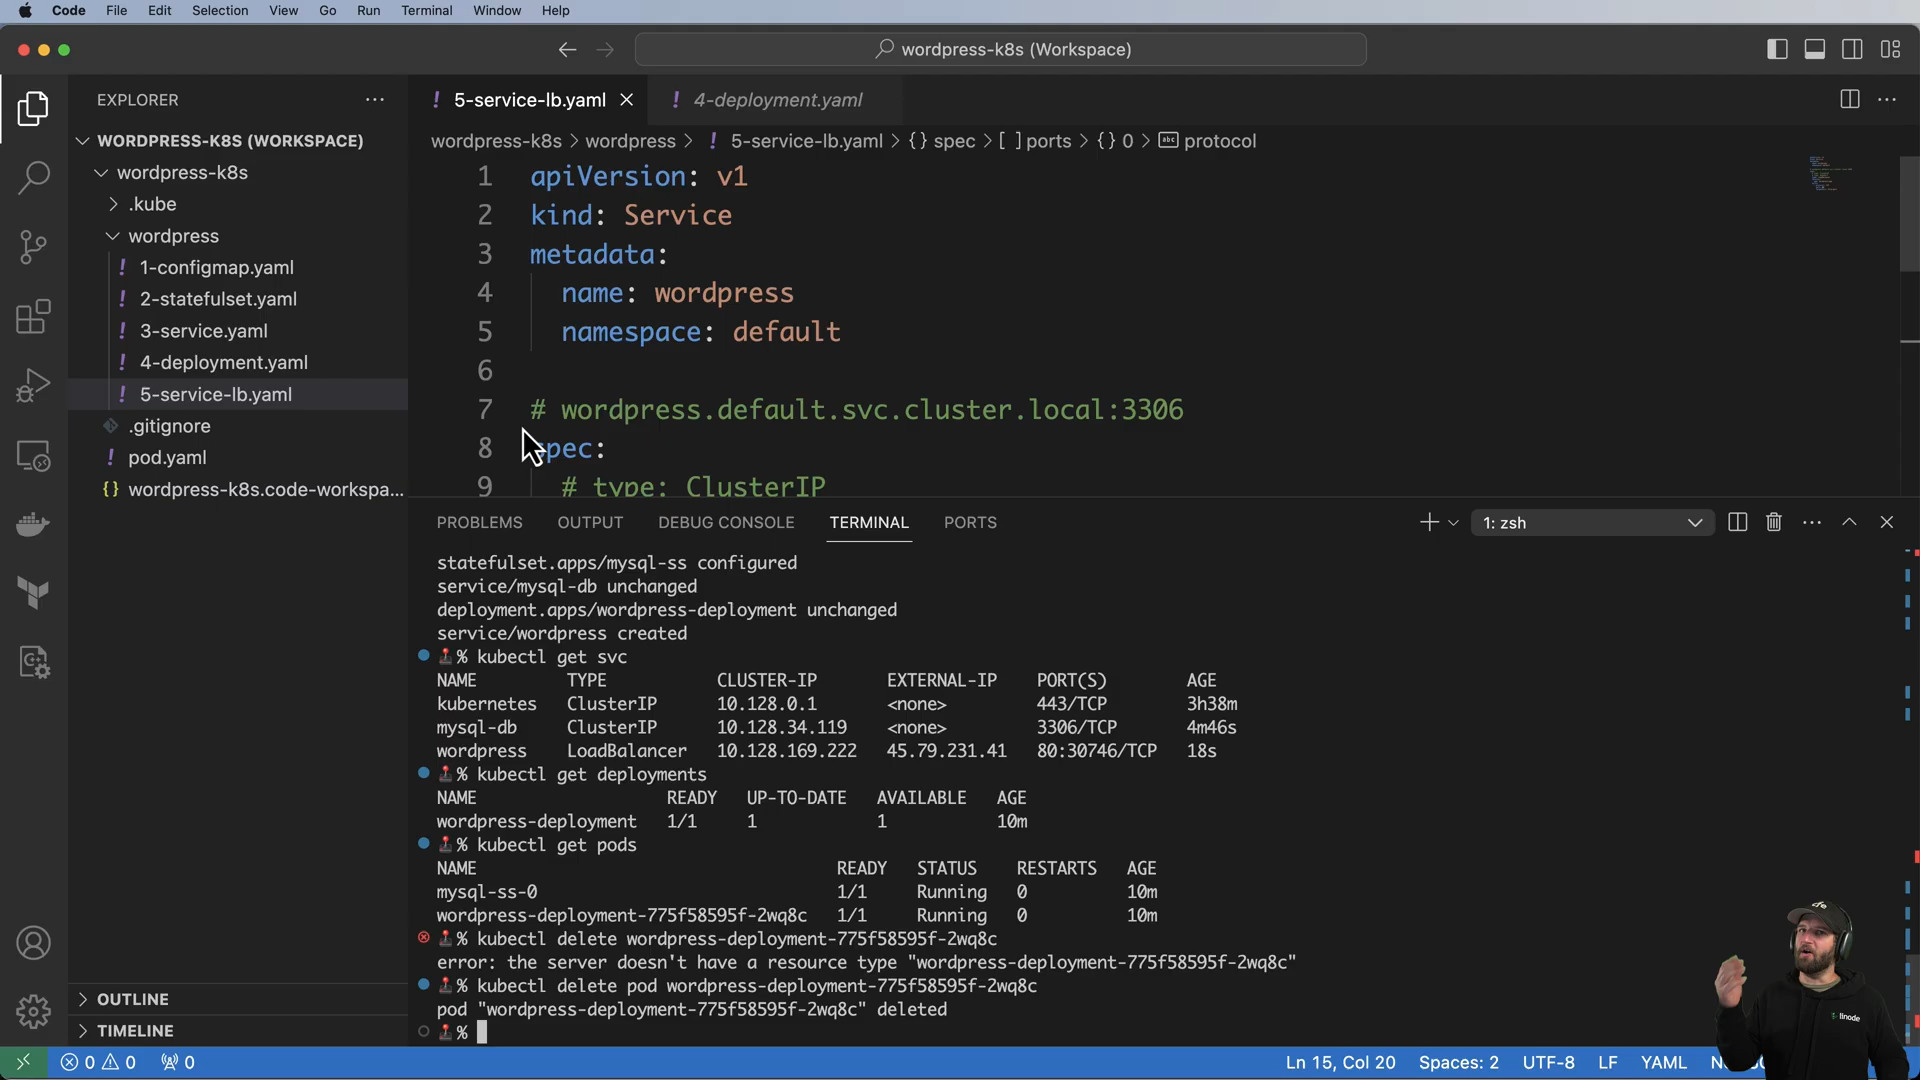 Code File Edit Selection View Go Run Terminal Window Help
wordpress-k8s (Workspace)
EXPLORER
5-service-lb.yaml
4-deployment.yaml
WORDPRESS-K8S (WORKSPACE)
wordpress-k8s > wordpress > ! 5-service-lb.yaml > {} spec > [ ] ports > {} 0 > abc protocol
wordpress-k8s
.kube
wordpress
! 1-configmap.yaml
! 2-statefulset.yaml
! 3-service.yaml
! 4-deployment.yaml
! 5-service-lb.yaml
.gitignore
! pod.yaml
{} wordpress-k8s.code-workspa...
OUTLINE
TIMELINE
1 apiVersion: v1
2 kind: Service
3 metadata:
4 name: wordpress
5 namespace: default
6
7 # wordpress.default.svc.cluster.local:3306
8 spec:
9 # type: ClusterIP
PROBLEMS OUTPUT DEBUG CONSOLE TERMINAL PORTS
1: zsh
statefulset.apps/mysql-ss configured
service/mysql-db unchanged
deployment.apps/wordpress-deployment unchanged
service/wordpress created
% kubectl get svc
NAME TYPE CLUSTER-IP EXTERNAL-IP PORT(S) AGE
kubernetes ClusterIP 10.128.0.1 <none> 443/TCP 3h38m
mysql-db ClusterIP 10.128.34.119 <none> 3306/TCP 4m46s
wordpress LoadBalancer 10.128.169.222 45.79.231.41 80:30746/TCP 18s
% kubectl get deployments
NAME READY UP-TO-DATE AVAILABLE AGE
wordpress-deployment 1/1 1 1 10m
% kubectl get pods
NAME READY STATUS RESTARTS AGE
mysql-ss-0 1/1 Running 0 10m
wordpress-deployment-775f58595f-2wq8c 1/1 Running 0 10m
% kubectl delete wordpress-deployment-775f58595f-2wq8c
error: the server doesn't have a resource type "wordpress-deployment-775f58595f-2wq8c"
% kubectl delete pod wordpress-deployment-775f58595f-2wq8c
pod "wordpress-deployment-775f58595f-2wq8c" deleted
%
linode
0 0 0
Ln 15, Col 20 Spaces: 2 UTF-8 LF YAML